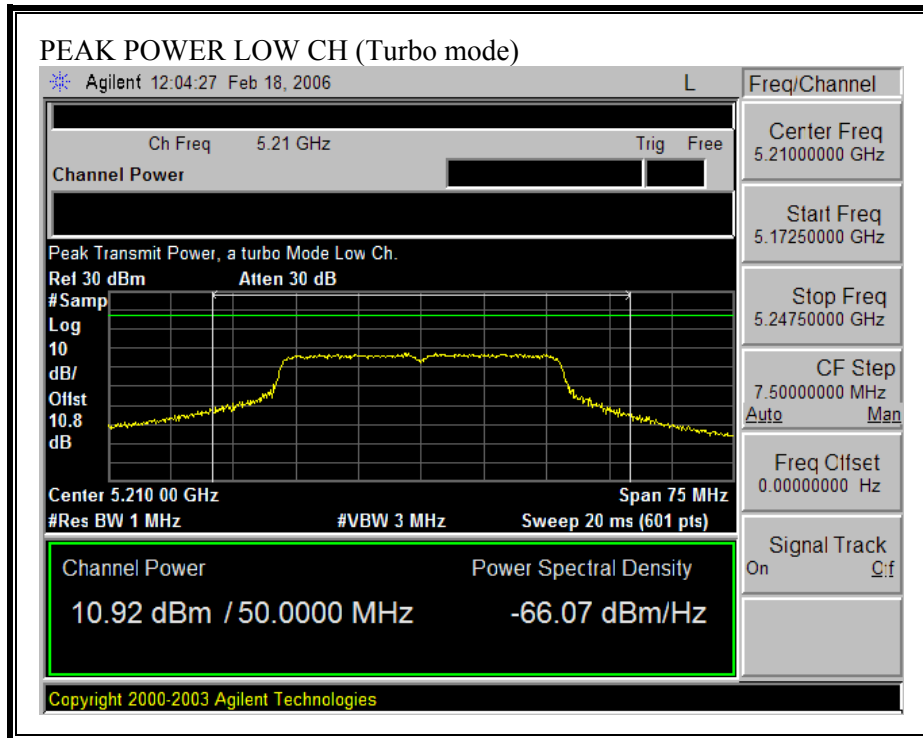 PEAK POWER LOW CH (Turbo mode)
Agilent 12:04:27 Feb 18, 2006 L Freq/Channel
Ch Freq 5.21 GHz Trig Free
Channel Power
Center Freq
5.21000000 GHz
Start Freq
5.17250000 GHz
Stop Freq
5.24750000 GHz
CF Step
7.50000000 MHz
Auto Man
Freq Offset
0.00000000 Hz
Signal Track
On Off
Peak Transmit Power, a turbo Mode Low Ch.
Ref 30 dBm Atten 30 dB
#Samp
Log
10
dB/
Offst
10.8
dB
Center 5.210 00 GHz Span 75 MHz
#Res BW 1 MHz #VBW 3 MHz Sweep 20 ms (601 pts)
Channel Power Power Spectral Density
10.92 dBm / 50.0000 MHz -66.07 dBm/Hz
Copyright 2000-2003 Agilent Technologies